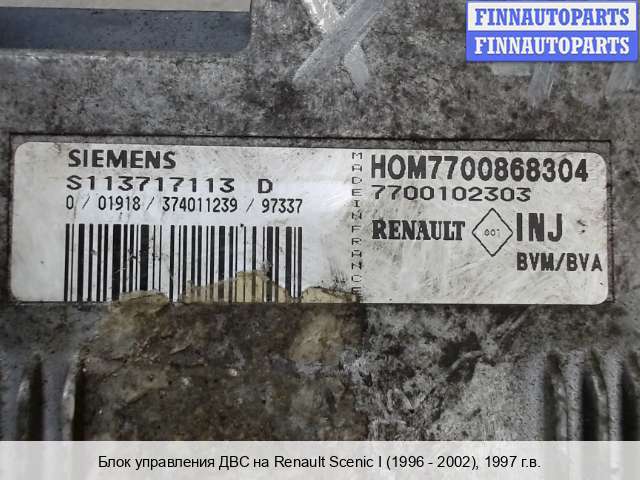 FINNAUTOPARTS
FINNAUTOPARTS
SIEMENS
S113717113 D
0 / 01918 / 374011239 / 97337
MADE IN FRANCE
HOM7700868304
7700102303
RENAULT 001 INJ
BVM/BVA
Блок управления ДВС на Renault Scenic I (1996 - 2002), 1997 г.в.